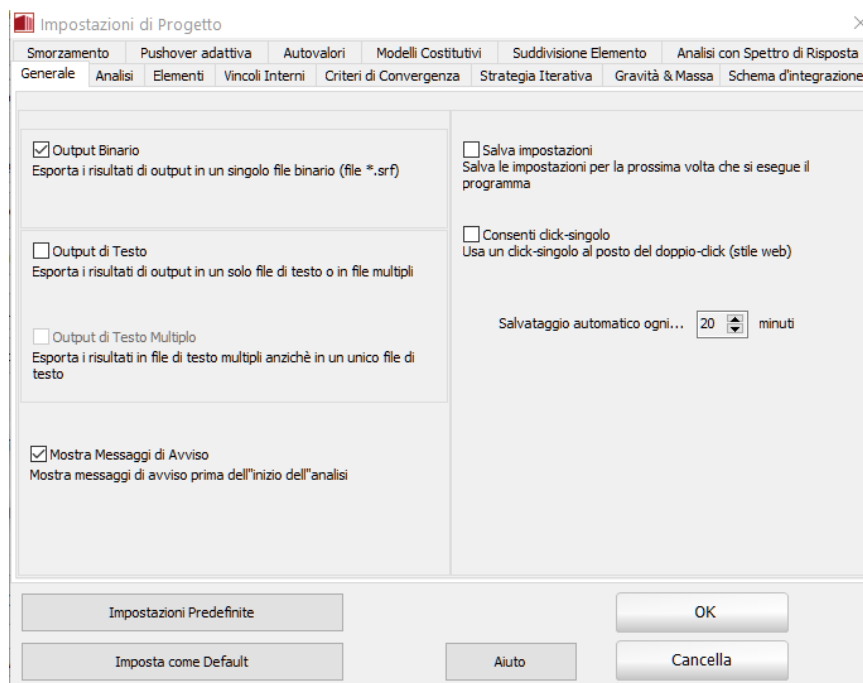 Impostazioni di Progetto
Smorzamento Pushover adattiva Autovalori Modelli Costitutivi Suddivisione Elemento Analisi con Spettro di Risposta
Generale Analisi Elementi Vincoli Interni Criteri di Convergenza Strategia Iterativa Gravità & Massa Schema d'integrazione
Output Binario
Esporta i risultati di output in un singolo file binario (file *.srf)
Output di Testo
Esporta i risultati di output in un solo file di testo o in file multipli
Output di Testo Multiplo
Esporta i risultati in file di testo multipli anzichè in un unico file di
testo
Mostra Messaggi di Avviso
Mostra messaggi di avviso prima dell"inizio dell"analisi
Salva impostazioni
Salva le impostazioni per la prossima volta che si esegue il
programma
Consenti click-singolo
Usa un click-singolo al posto del doppio-click (stile web)
Salvataggio automatico ogni... 20 minuti
Impostazioni Predefinite
OK
Imposta come Default
Aiuto
Cancella